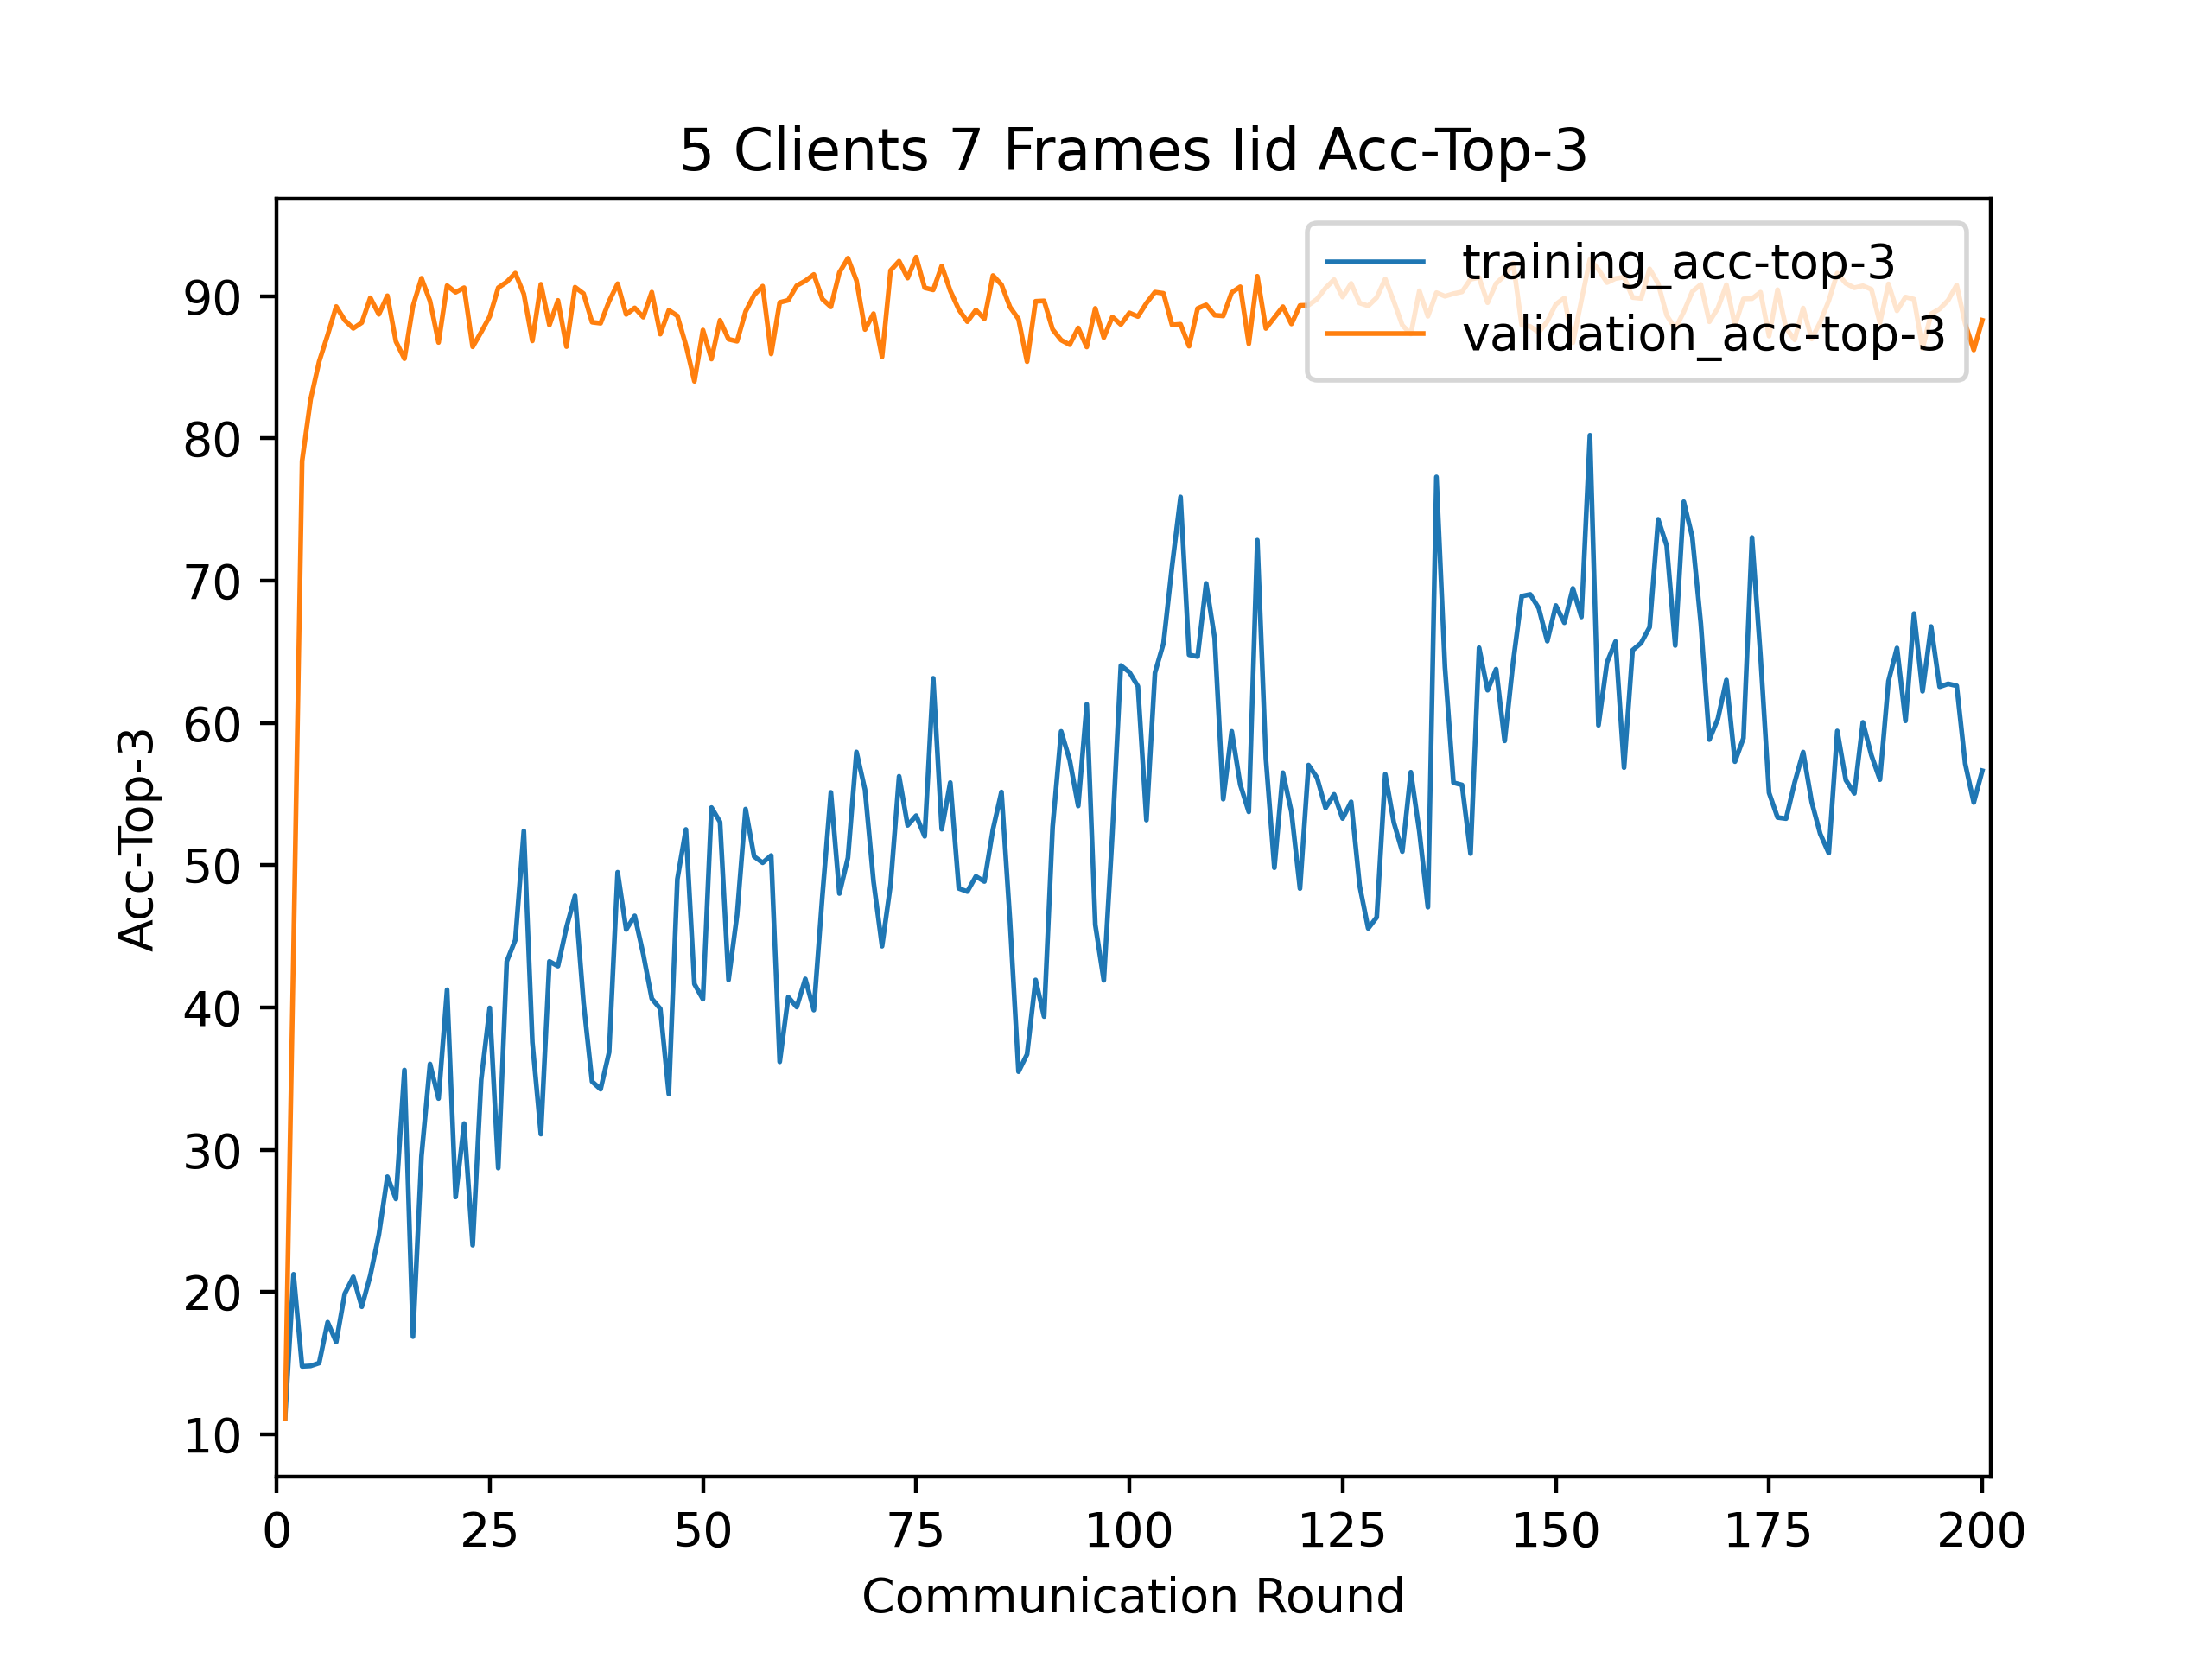 5 Clients 7 Frames Iid Acc-Top-3
training_acc-top-3
validation_acc-top-3
90
80
70
60
50
40
30
20
10
Acc-Top-3
0 25 50 75 100 125 150 175 200
Communication Round